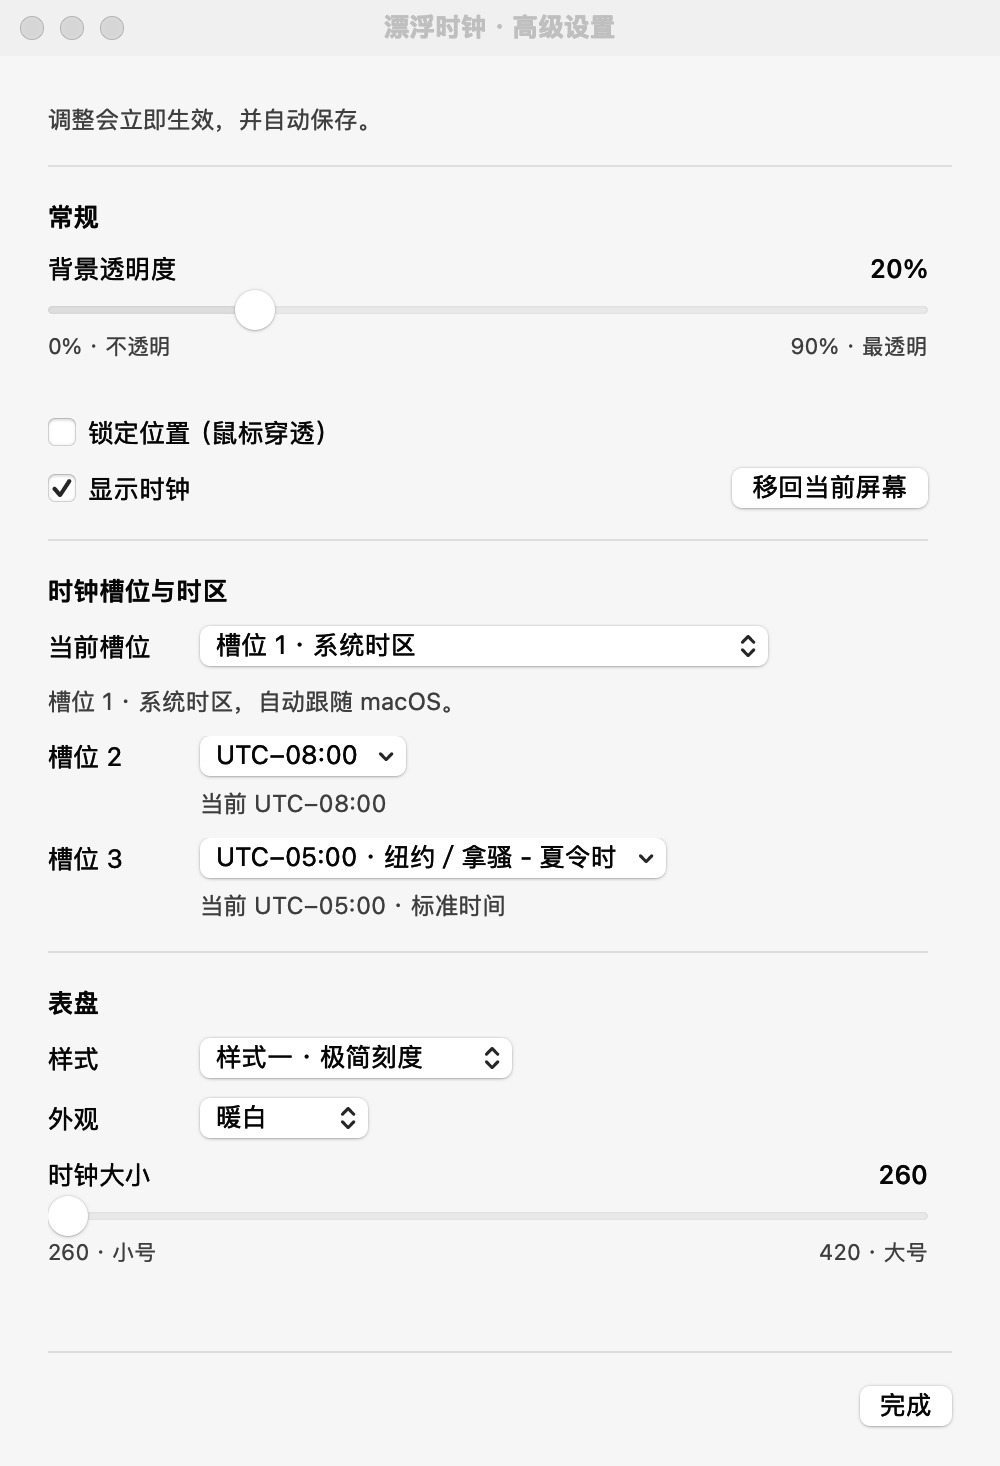 漂浮时钟 · 高级设置
调整会立即生效，并自动保存。
常规
背景透明度 20%
0% · 不透明 90% · 最透明
锁定位置（鼠标穿透）
显示时钟 移回当前屏幕
时钟槽位与时区
当前槽位 槽位 1 · 系统时区
槽位 1 · 系统时区，自动跟随 macOS。
槽位 2 UTC−08:00
当前 UTC−08:00
槽位 3 UTC−05:00 · 纽约 / 拿骚 - 夏令时
当前 UTC−05:00 · 标准时间
表盘
样式 样式一 · 极简刻度
外观 暖白
时钟大小 260
260 · 小号 420 · 大号
完成